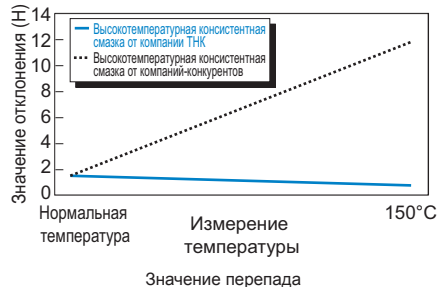 Значение отклонения (Н)
14
12
10
8
6
4
2
0
Высокотемпературная консистентная
смазка от компании ТНК
Высокотемпературная консистентная
смазка от компаний-конкурентов
Нормальная
температура
Измерение
температуры
150°C
Значение перепада